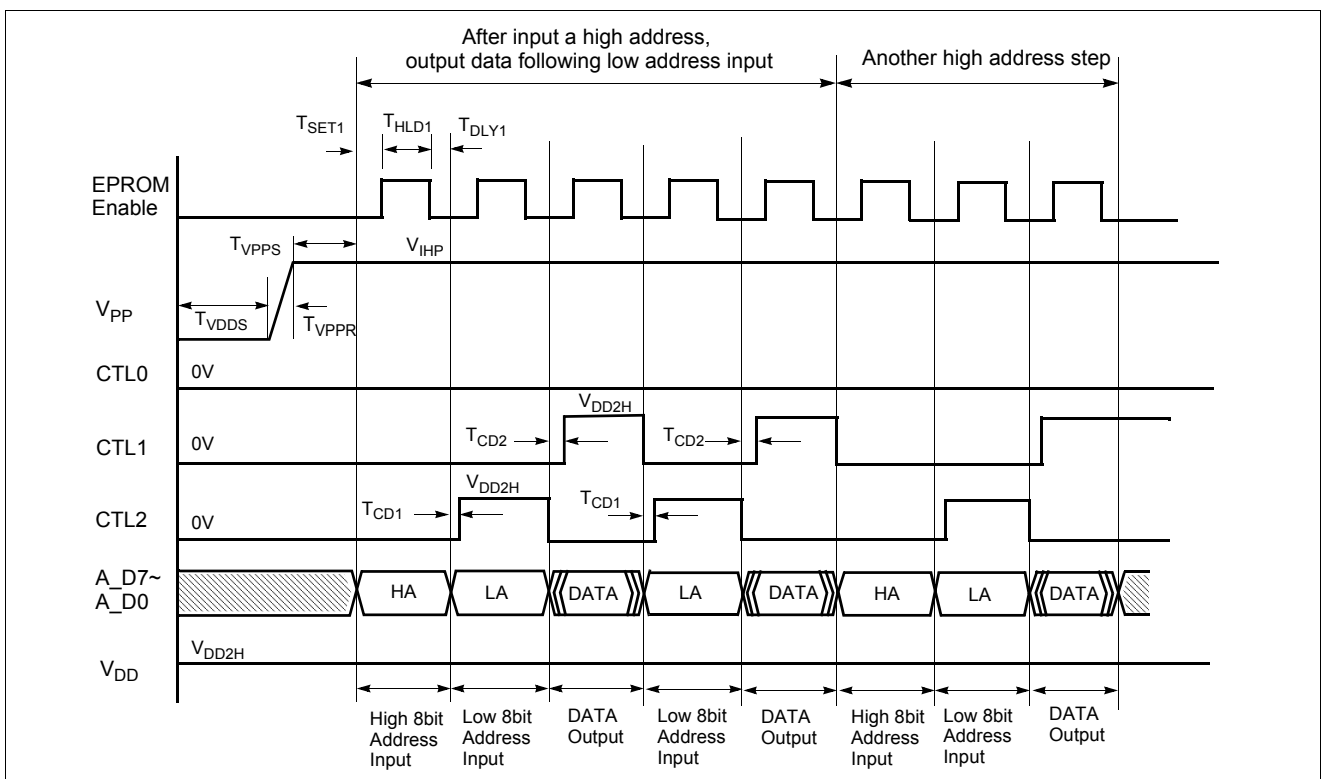 After input a high address,
output data following low address input
Another high address step
TSET1
THLD1
TDLY1
EPROM
Enable
TVPPS
VIHP
VPP
TVDDS
TVPPR
CTL0
0V
VDD2H
CTL1
0V
TCD2
TCD2
VDD2H
CTL2
0V
TCD1
TCD1
A_D7~
A_D0
HA
LA
DATA
LA
DATA
HA
LA
DATA
VDD2H
VDD
High 8bit
Address
Input
Low 8bit
Address
Input
DATA
Output
Low 8bit
Address
Input
DATA
Output
High 8bit
Address
Input
Low 8bit
Address
Input
DATA
Output